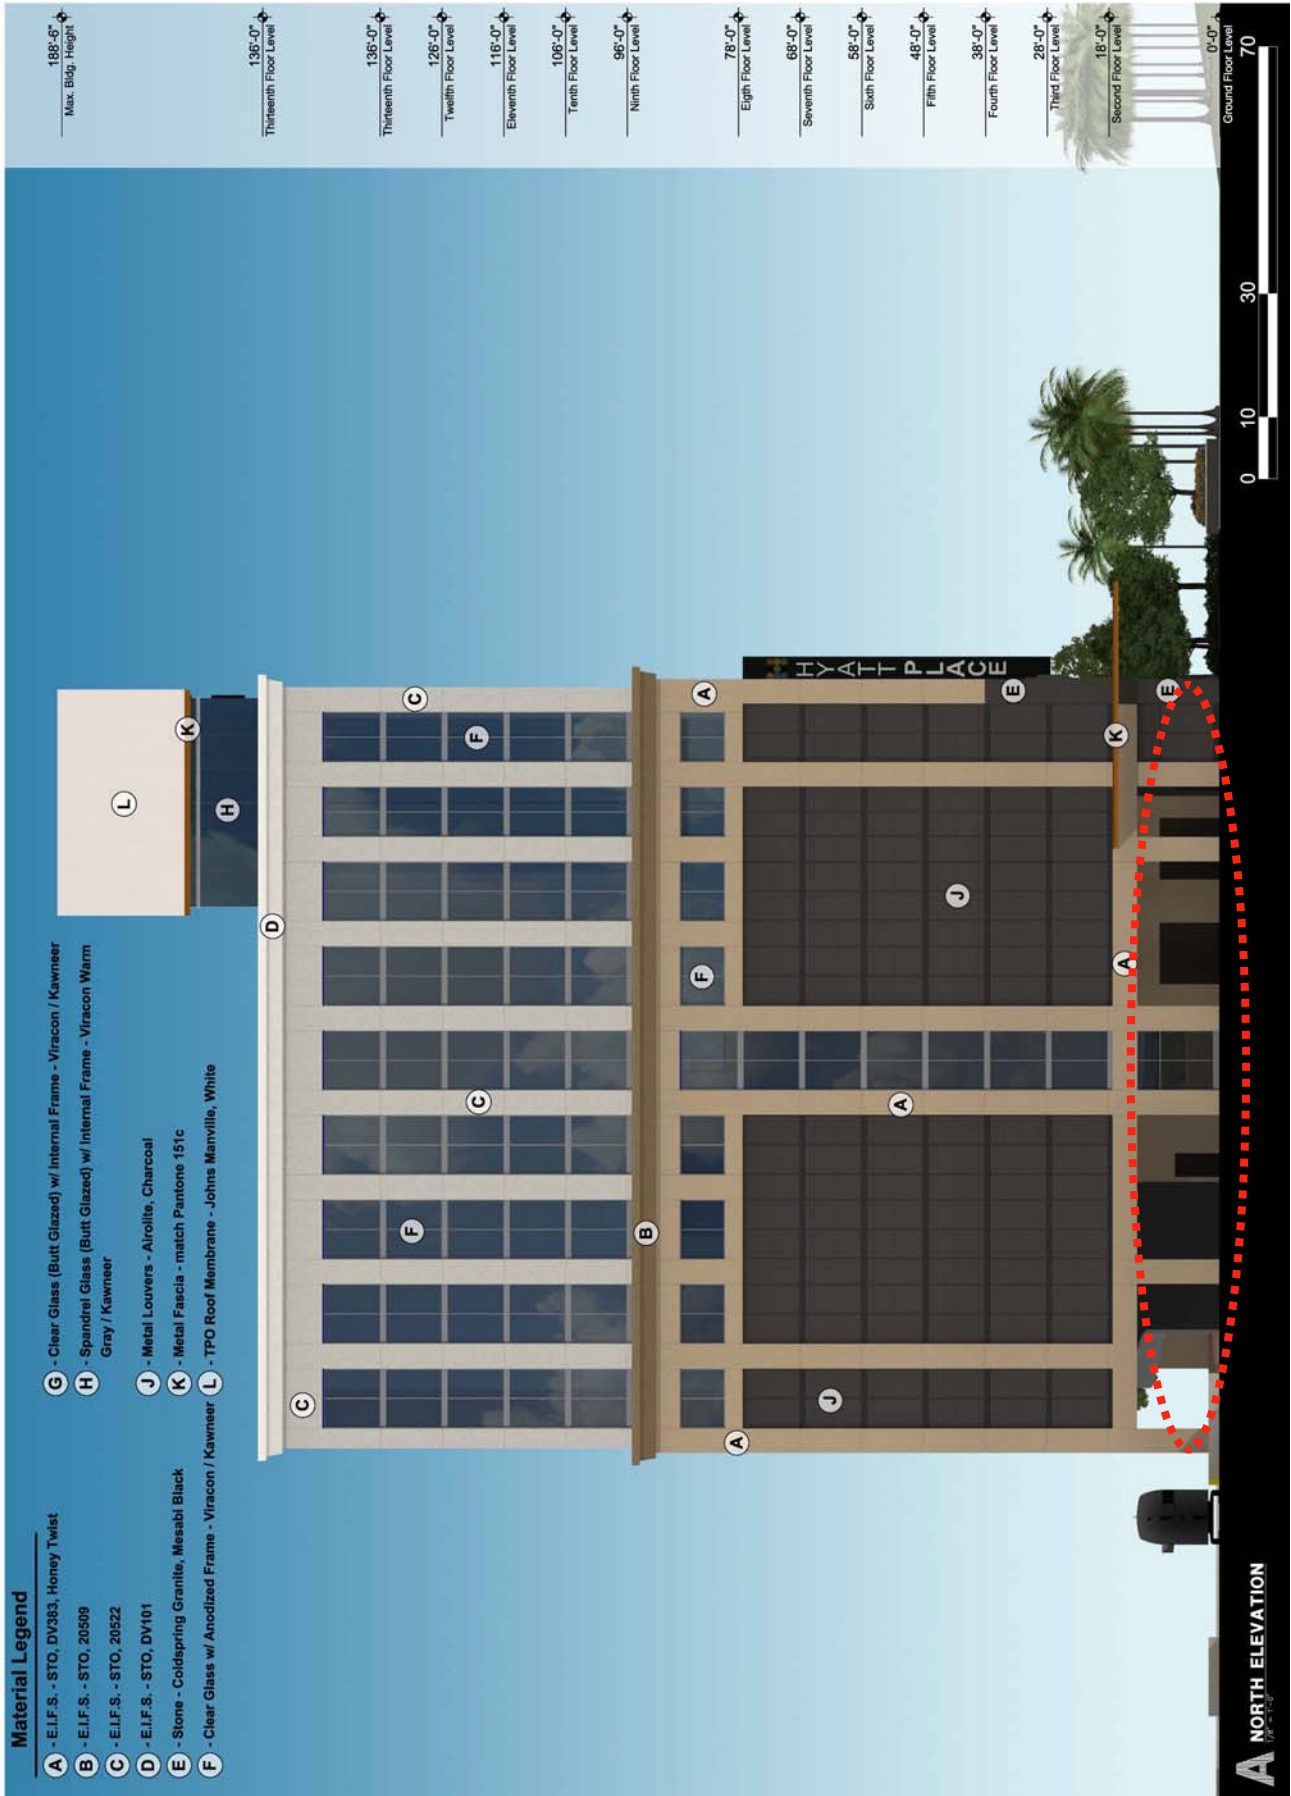 Material Legend
A - E.I.F.S. - STO, DV383, Honey Twist
B - E.I.F.S. - STO, 20509
C - E.I.F.S. - STO, 20522
D - E.I.F.S. - STO, DV101
E - Stone - Coldspring Granite, Mesabi Black
F - Clear Glass w/ Anodized Frame - Viracon / Kawneer
G - Clear Glass (Butt Glazed) w/ Internal Frame - Viracon / Kawneer
H - Spandrel Glass (Butt Glazed) w/ Internal Frame - Viracon Warm
Gray / Kawneer
J - Metal Louvers - Airolite, Charcoal
K - Metal Fascia - match Pantone 151c
L - TPO Roof Membrane - Johns Manville, White
188'-6"
Max. Bldg. Height
136'-0"
Thirteenth Floor Level
136'-0"
Thirteenth Floor Level
126'-0"
Twelfth Floor Level
116'-0"
Eleventh Floor Level
106'-0"
Tenth Floor Level
96'-0"
Ninth Floor Level
78'-0"
Eigth Floor Level
68'-0"
Seventh Floor Level
58'-0"
Sixth Floor Level
48'-0"
Fifth Floor Level
38'-0"
Fourth Floor Level
28'-0"
Third Floor Level
18'-0"
Second Floor Level
0'-0"
Ground Floor Level
L
K
H
D
C
C
F
C
F
B
A
F
A
J
A
J
E
K
A
E
HYATT PLACE
A NORTH ELEVATION
1/8" = 1'-0"
0 10 30 70